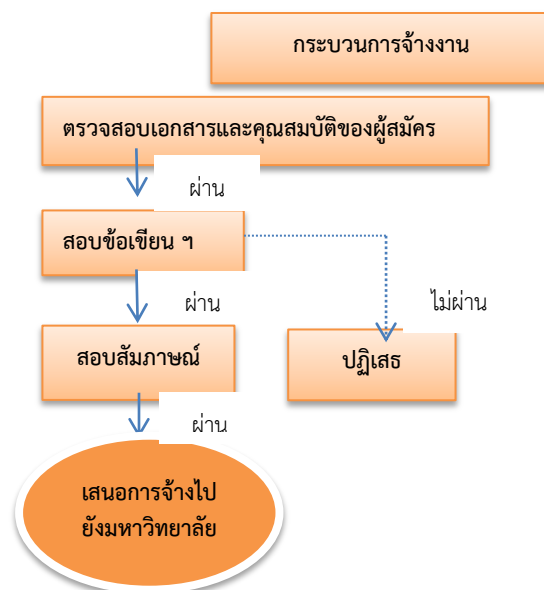 กระบวนการจ้างงาน
ตรวจสอบเอกสารและคุณสมบัติของผู้สมัคร
ผ่าน
สอบข้อเขียน ฯ
ผ่าน
ไม่ผ่าน
สอบสัมภาษณ์
ปฏิเสธ
ผ่าน
เสนอการจ้างไป
ยังมหาวิทยาลัย